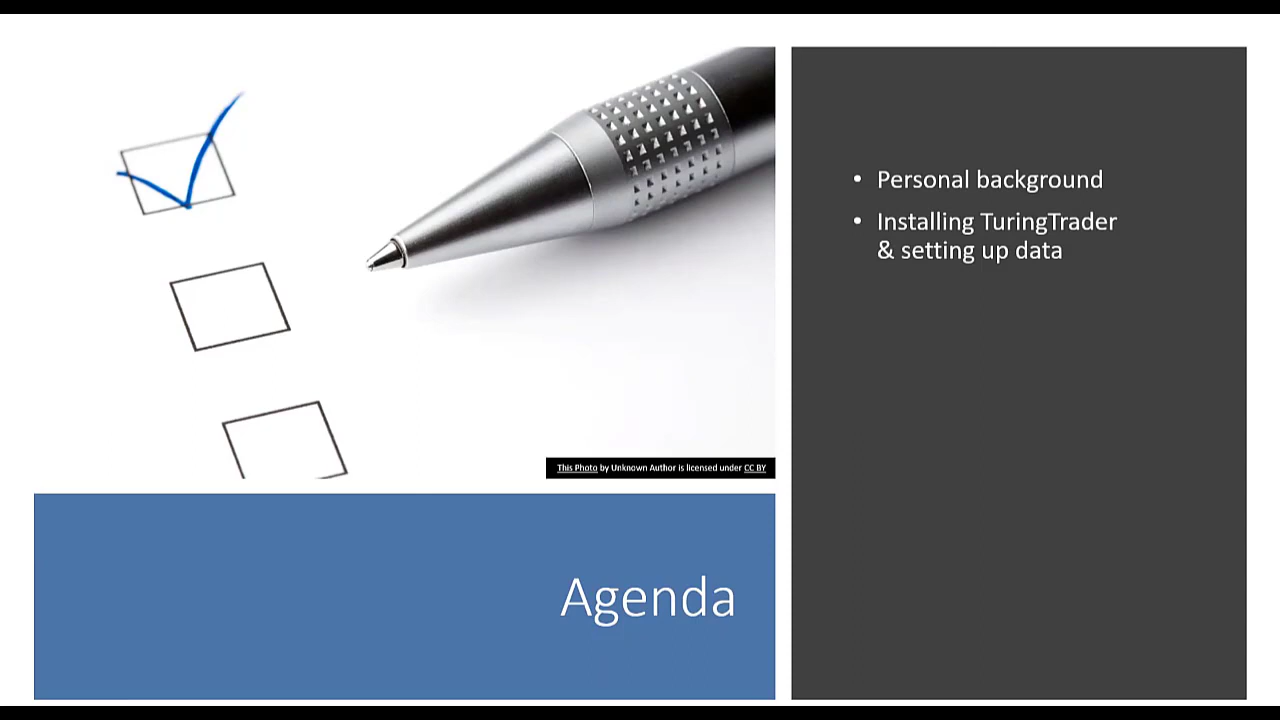 • Personal background
• Installing TuringTrader
& setting up data
This Photo by Unknown Author is licensed under CC BY
Agenda